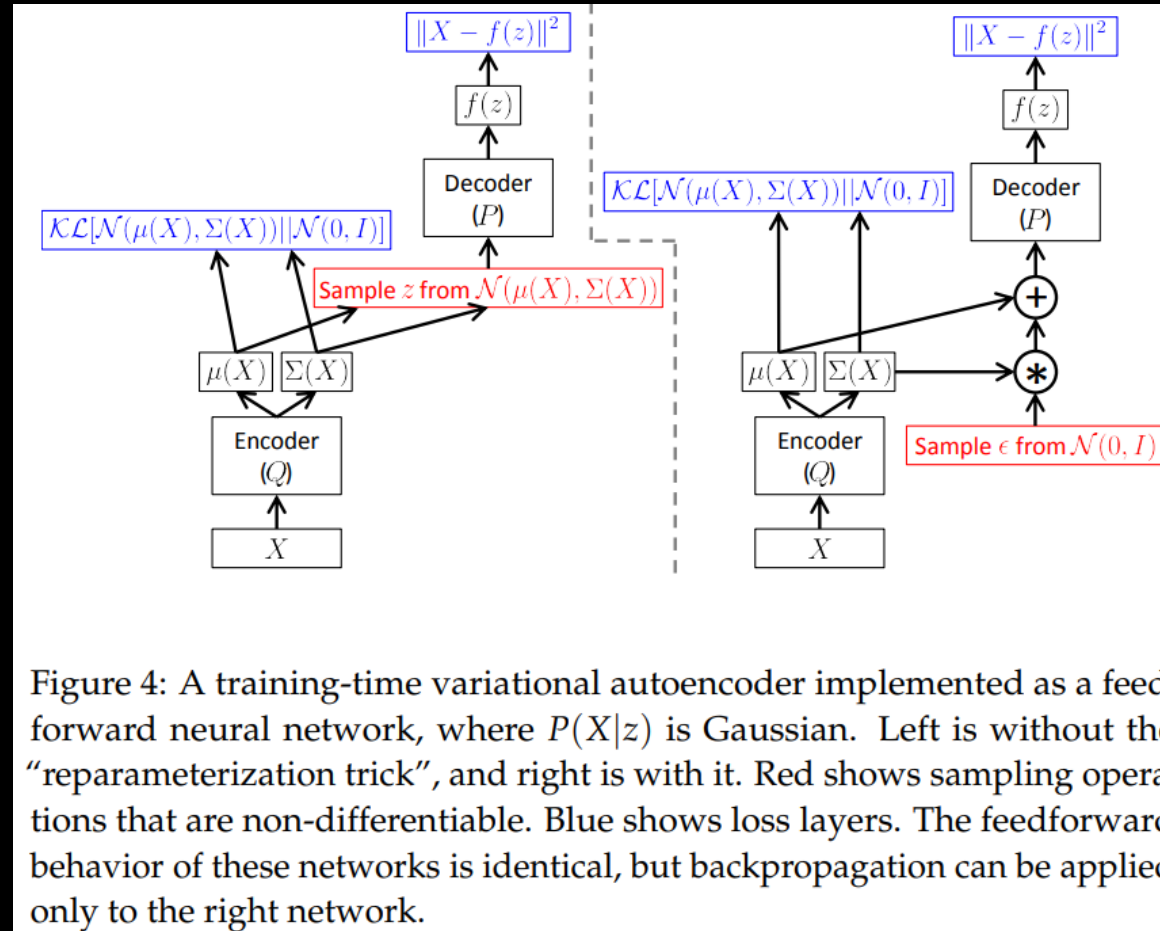 ‖X − f(z)‖²
f(z)
Decoder
(P)
KL[N(μ(X), Σ(X))||N(0, I)]
Sample z from N(μ(X), Σ(X))
μ(X) Σ(X)
Encoder
(Q)
X
‖X − f(z)‖²
f(z)
KL[N(μ(X), Σ(X))||N(0, I)]
Decoder
(P)
+
μ(X) Σ(X)
*
Encoder
(Q)
Sample ϵ from N(0, I)
X
Figure 4: A training-time variational autoencoder implemented as a feed
forward neural network, where P(X|z) is Gaussian. Left is without the
“reparameterization trick”, and right is with it. Red shows sampling opera
tions that are non-differentiable. Blue shows loss layers. The feedforward
behavior of these networks is identical, but backpropagation can be applied
only to the right network.